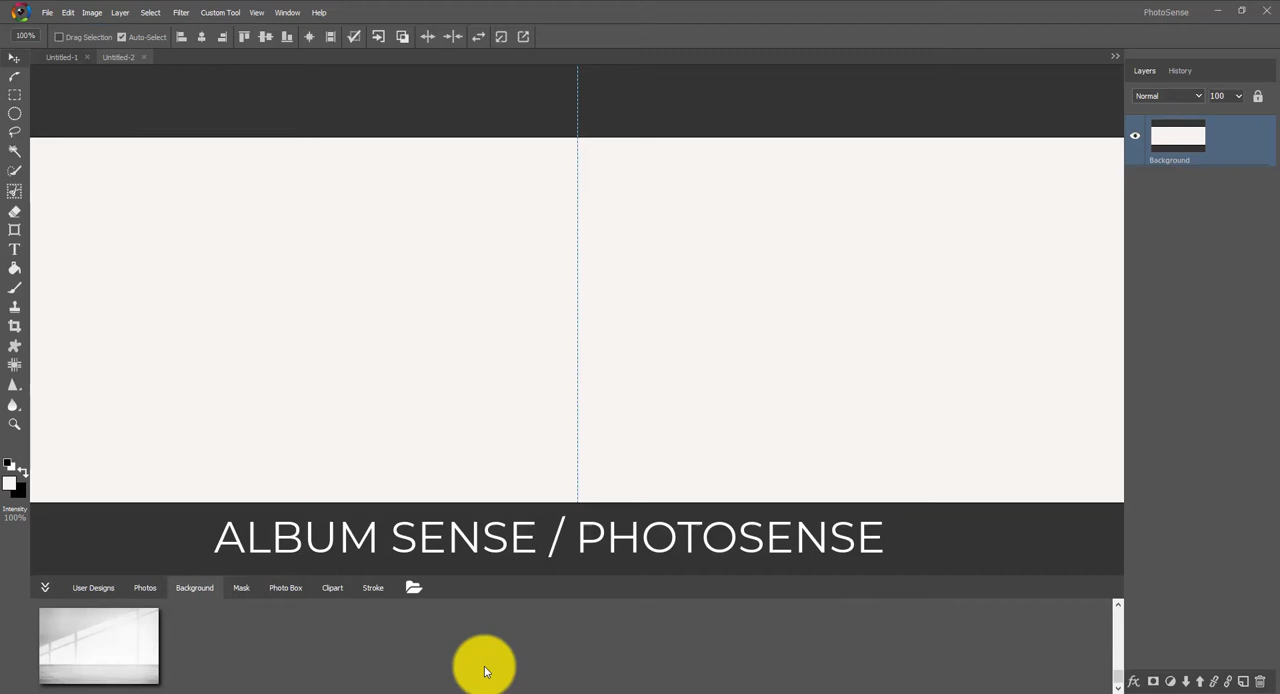 File Edit Image Layer Select Filter Custom Tool View Window Help
PhotoSense
100% Drag Selection Auto-Select
Untitled-1 Untitled-2
Layers History
Normal 100
Background
T
Intensity
100%
ALBUM SENSE / PHOTOSENSE
User Designs Photos Background Mask Photo Box Clipart Stroke
fx